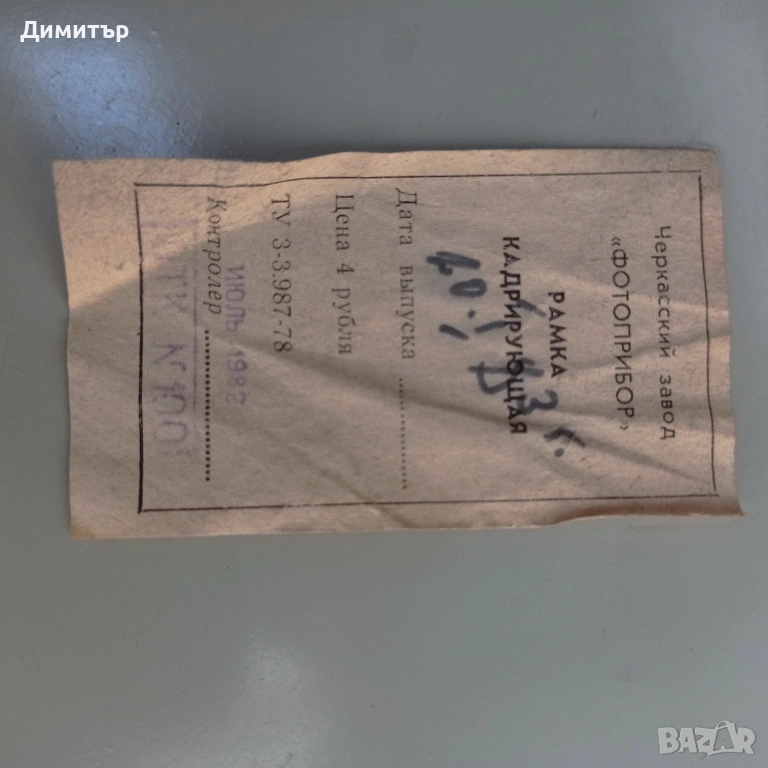 Димитър
Черкасский завод
«ФОТОПРИБОР»
РАМКА
КАДРИРУЮЩАЯ
Дата выпуска
Цена 4 рубля
ТУ 3-3.987-78
ИЮЛЬ 1982
Контролер
BAZAR